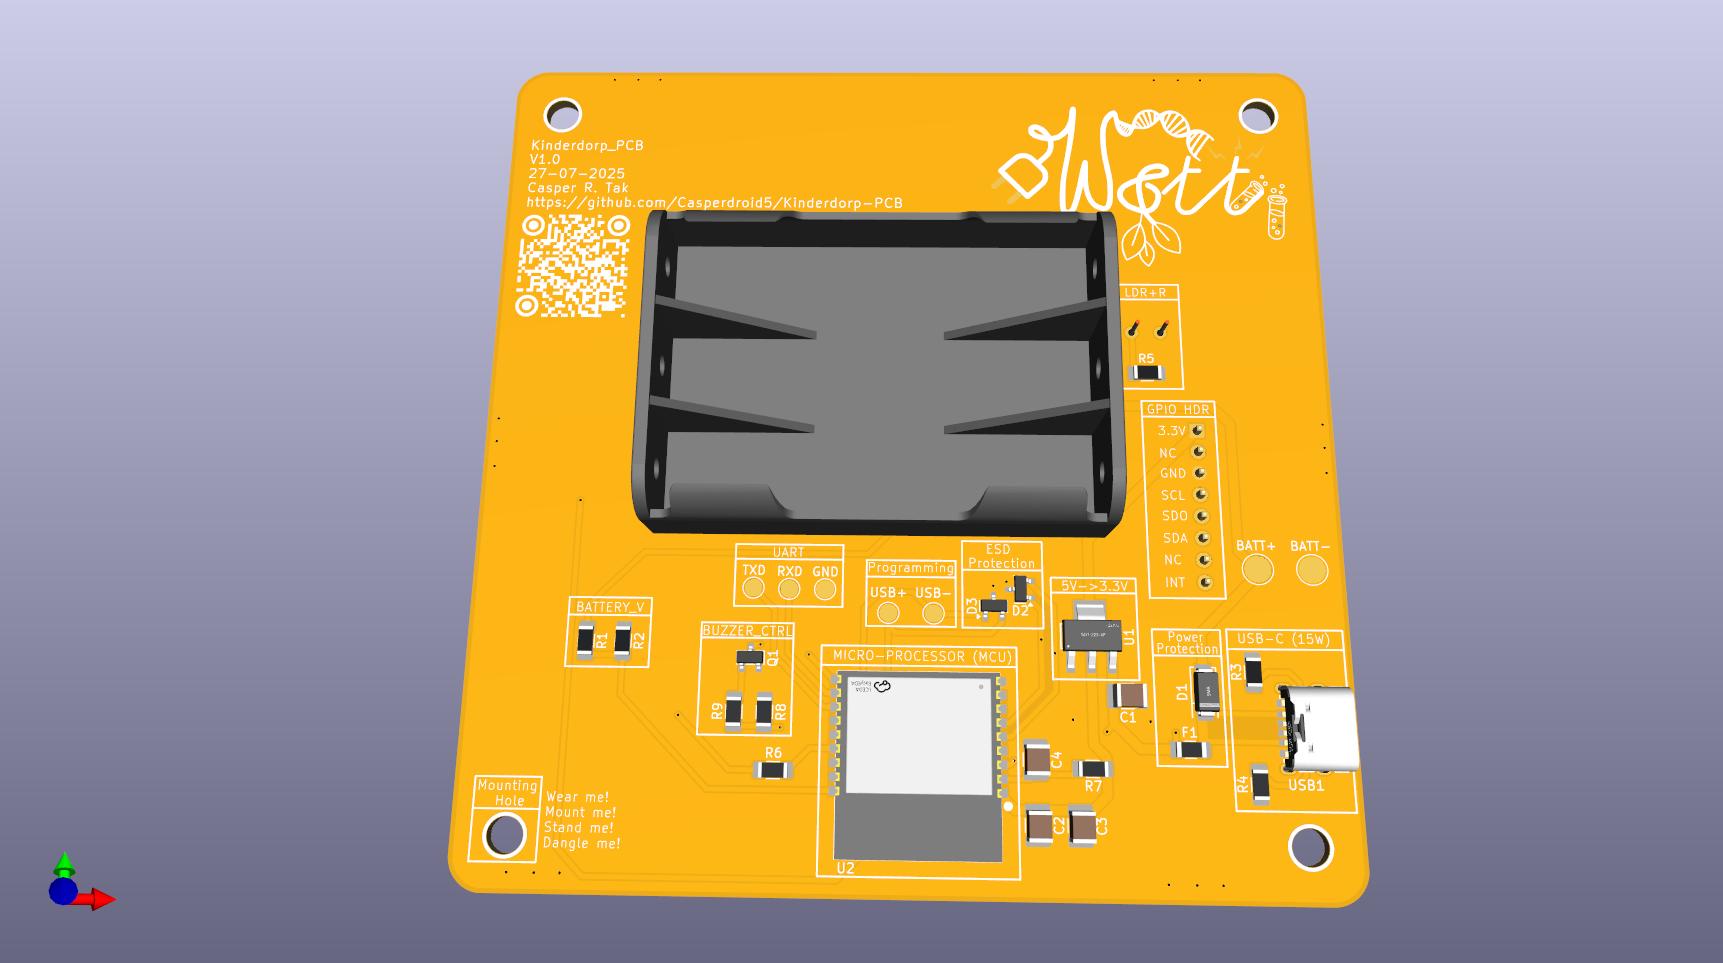 Kinderdorp_PCB
V1.0
27-07-2025
Casper R. Tak
https://github.com/Casperdroid5/Kinderdorp-PCB
Watt
LDR+R
R5
GPIO HDR
3.3V
NC
GND
SCL
SDO
SDA
NC
INT
BATT+ BATT-
UART
TXD RXD GND
Programming
USB+ USB-
ESD
Protection
D3 D2
5V->3.3V
U1
BATTERY_V
R1 R2
BUZZER_CTRL
Q1
R9 R8
R6
MICRO-PROCESSOR (MCU)
U2
C1
C4
R7
C2 C3
Power
Protection
D1
F1
USB-C (15W)
R3
R4
USB1
Mounting
Hole
Wear me!
Mount me!
Stand me!
Dangle me!